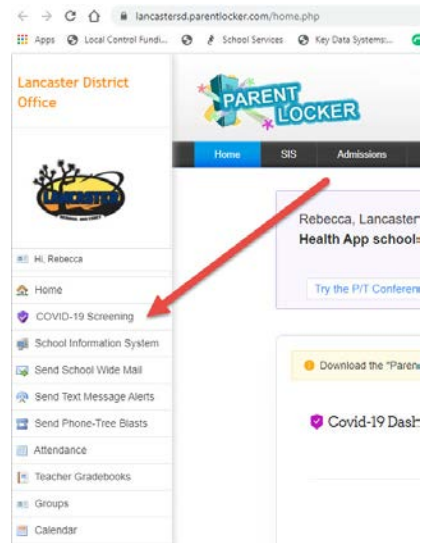 lancastersd.parentlocker.com/home.php
Apps Local Control Fundi... School Services Key Data Systems:...
Lancaster District
Office
PARENT
LOCKER
Home SIS Admissions
LANCASTER
SCHOOL DISTRICT
Hi, Rebecca
Rebecca, Lancaster
Health App school
Home
Try the P/T Conferen
COVID-19 Screening
School Information System
Send School Wide Mail
Download the "Paren
Send Text Message Alerts
Send Phone-Tree Blasts
Covid-19 Dash
Attendance
Teacher Gradebooks
Groups
Calendar